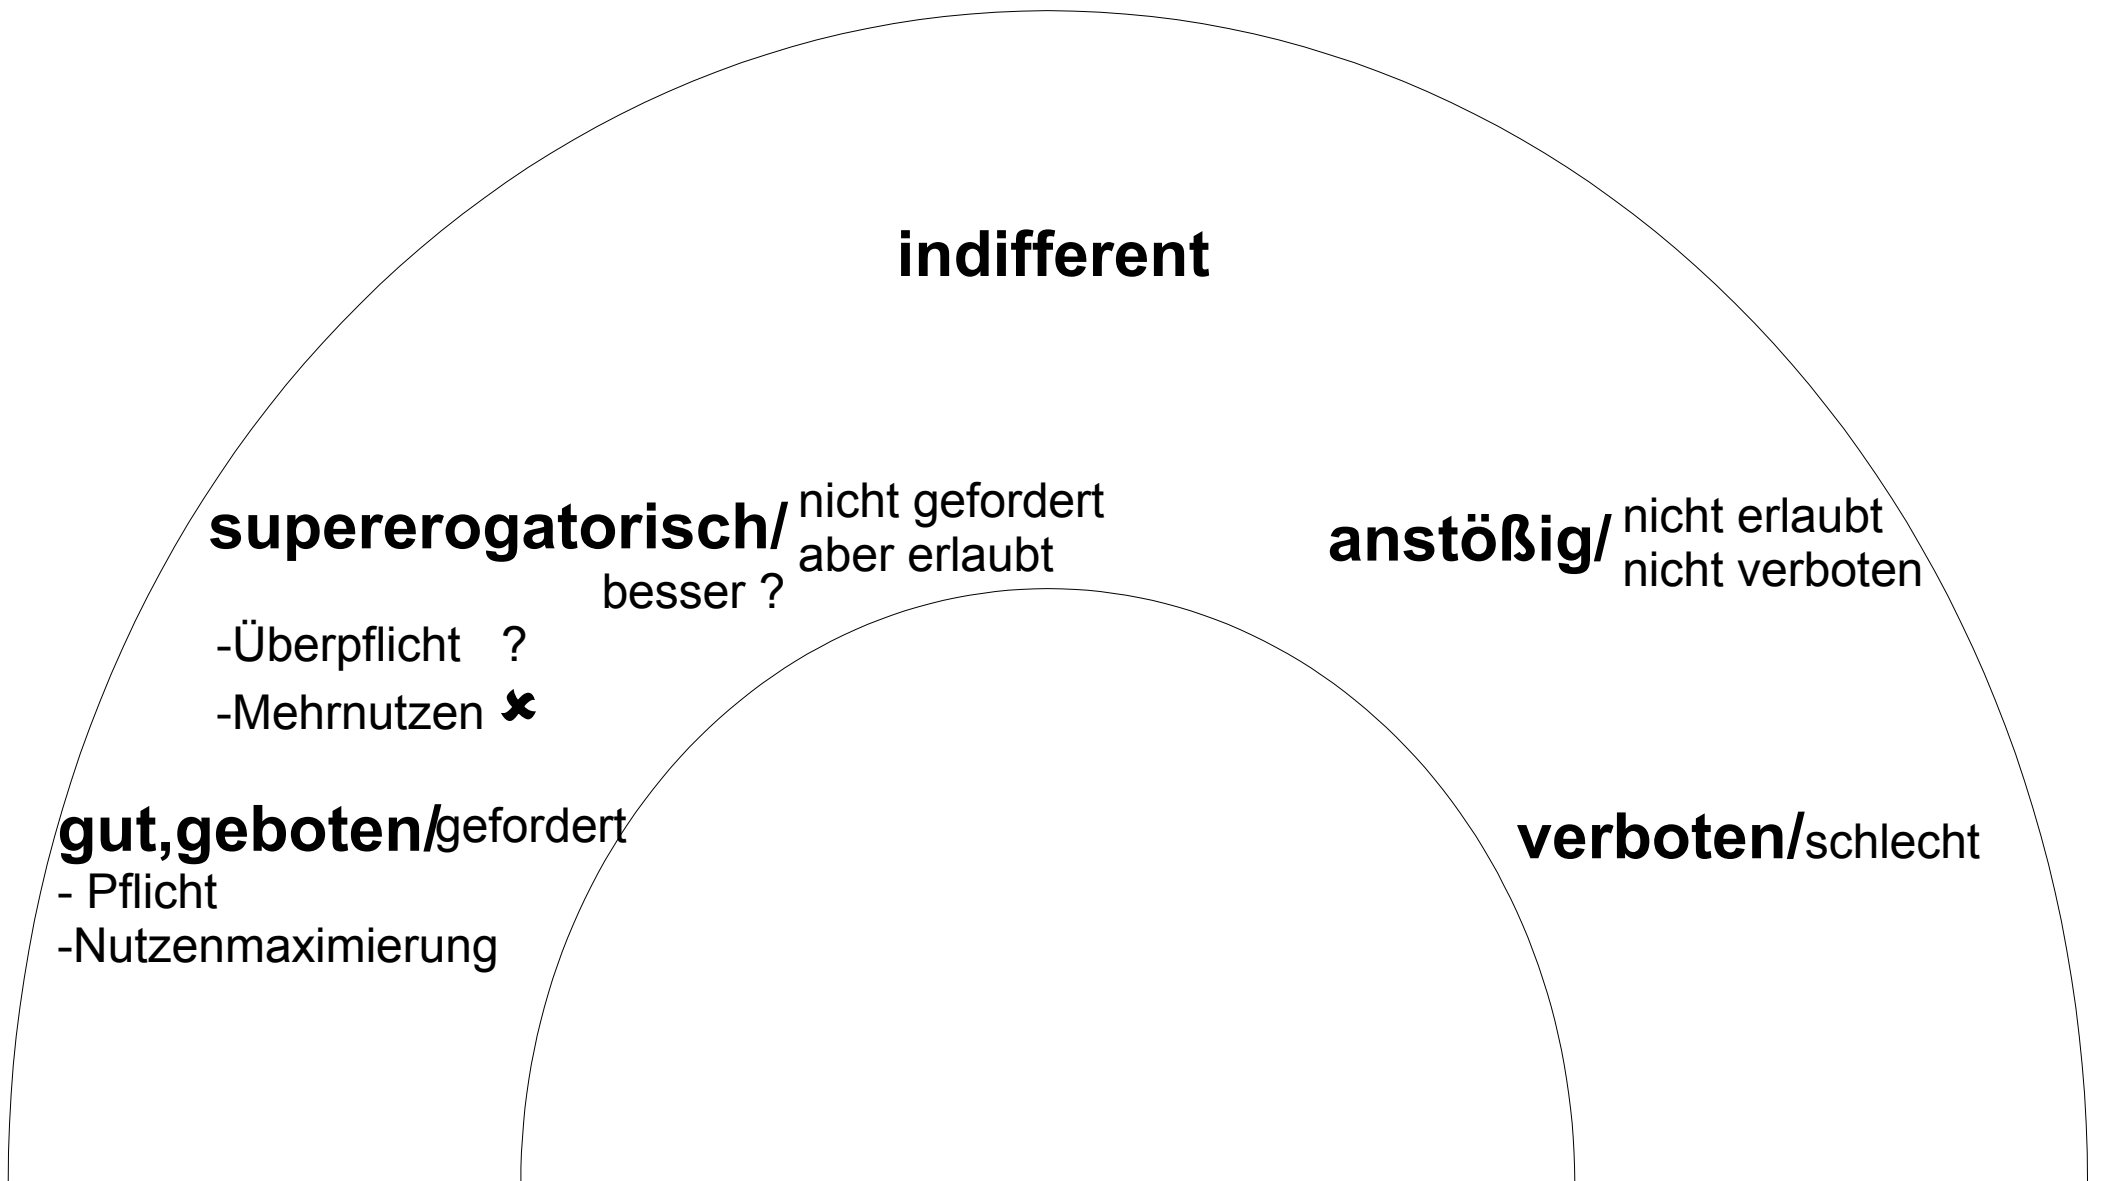 indifferent
supererogatorisch/ nicht gefordert
aber erlaubt
besser ?
-Überpflicht ?
-Mehrnutzen ✘
anstößig/ nicht erlaubt
nicht verboten
gut,geboten/gefordert
- Pflicht
-Nutzenmaximierung
verboten/schlecht